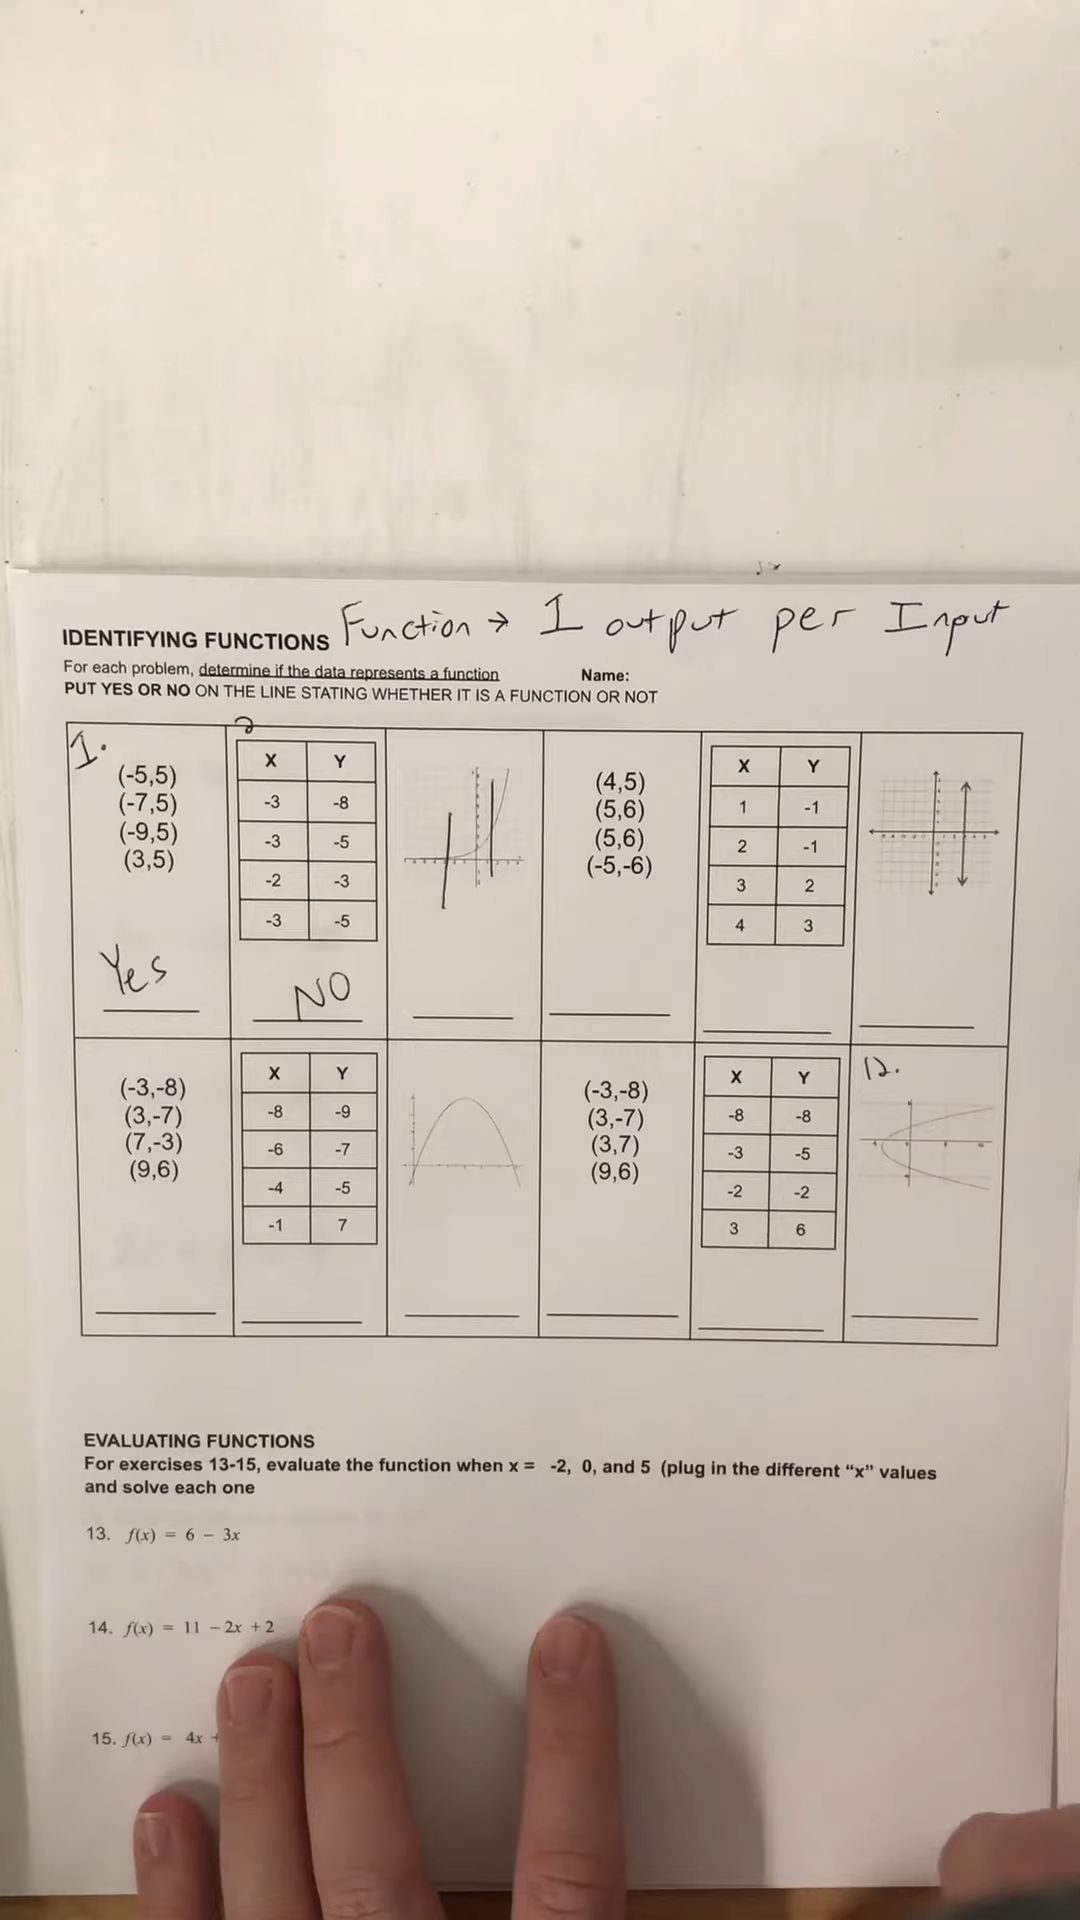 Function → 1 output per Input
IDENTIFYING FUNCTIONS
For each problem, determine if the data represents a function Name:
PUT YES OR NO ON THE LINE STATING WHETHER IT IS A FUNCTION OR NOT
1.
(-5,5)
(-7,5)
(-9,5)
(3,5)
Yes
2
X Y
-3 -8
-3 -5
-2 -3
-3 -5
NO
(4,5)
(5,6)
(5,6)
(-5,-6)
X Y
1 -1
2 -1
3 2
4 3
(-3,-8)
(3,-7)
(7,-3)
(9,6)
X Y
-8 -9
-6 -7
-4 -5
-1 7
(-3,-8)
(3,-7)
(3,7)
(9,6)
X Y
-8 -8
-3 -5
-2 -2
3 6
12.
EVALUATING FUNCTIONS
For exercises 13-15, evaluate the function when x = -2, 0, and 5 (plug in the different “x” values
and solve each one
13. f(x) = 6 - 3x
14. f(x) = 11 - 2x + 2
15. f(x) = 4x +